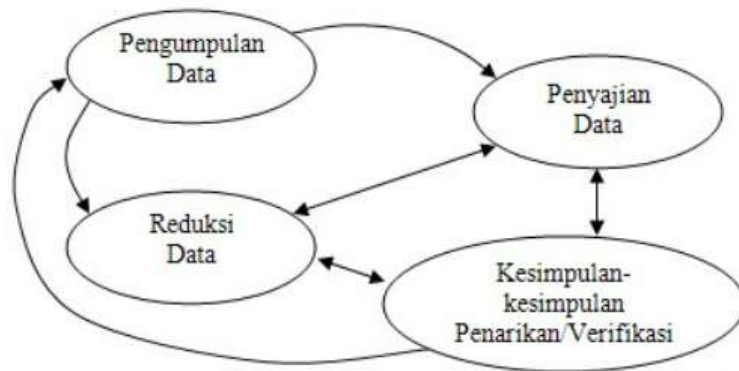 Pengumpulan
Data
Penyajian
Data
Reduksi
Data
Kesimpulan-
kesimpulan
Penarikan/Verifikasi